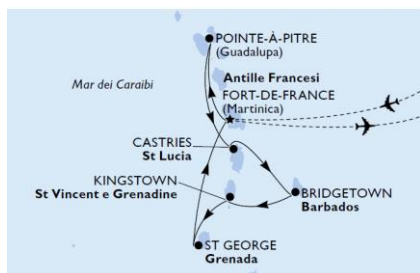 POINTE-À-PITRE
(Guadalupa)
Mar dei Caraibi
Antille Francesi
FORT-DE-FRANCE
(Martinica)
CASTRIES
St Lucia
KINGSTOWN
St Vincent e Grenadine
BRIDGETOWN
Barbados
ST GEORGE
Grenada